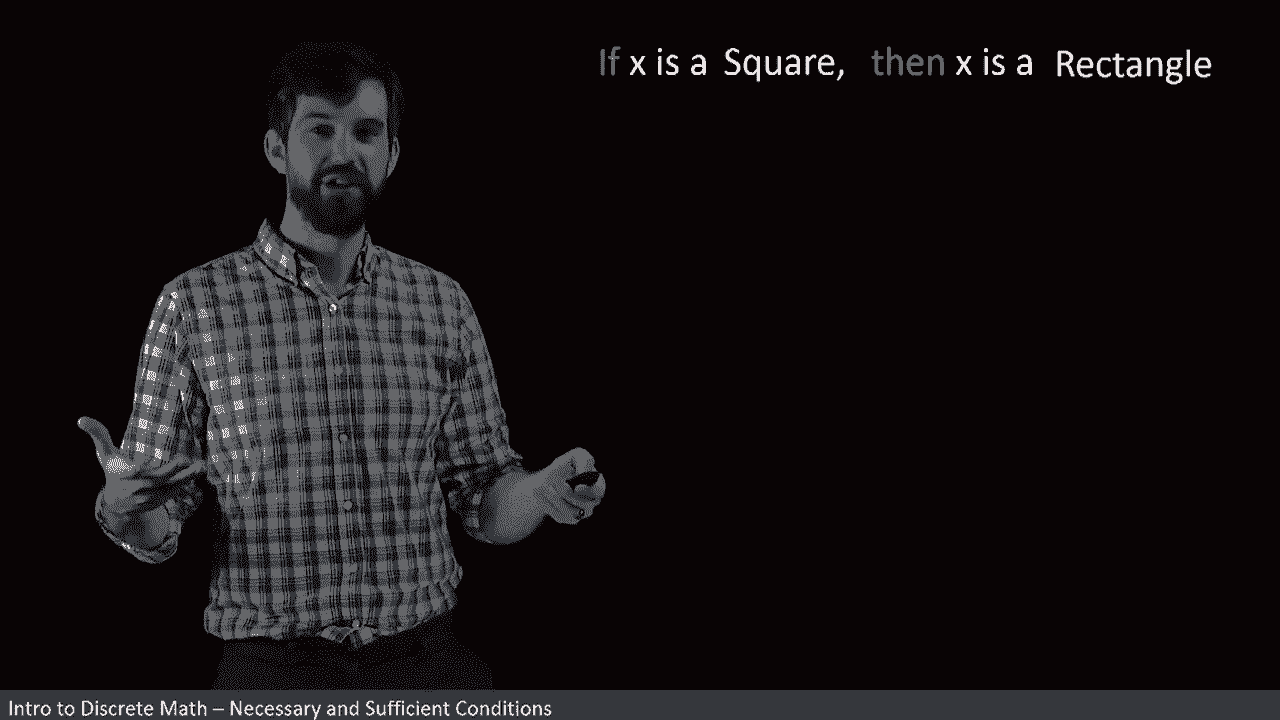 If x is a Square, then x is a Rectangle
Intro to Discrete Math – Necessary and Sufficient Conditions